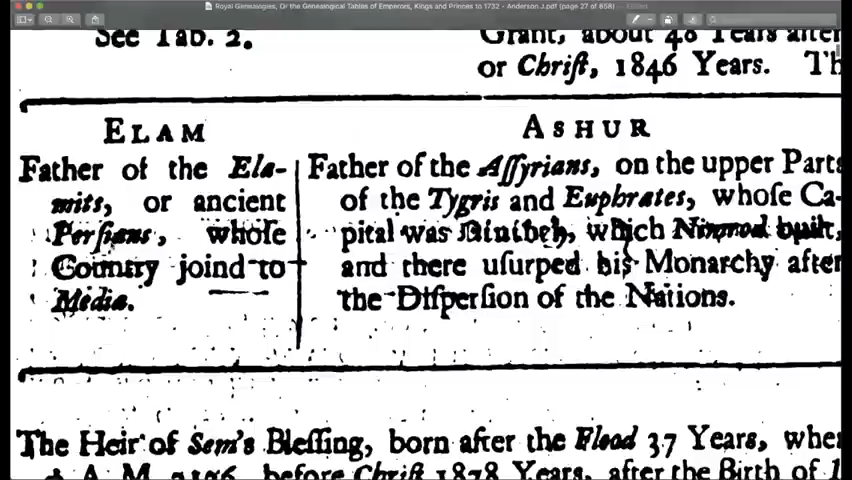 Royal Genealogies, Or the Genealogical Tables of Emperors, Kings and Princes to 1732 - Anderson J.pdf (page 27 of 858)
See Tab. 2.
Grant, about 48 Years after
or Chriſt, 1846 Years. Th
ELAM
Father of the Ela-
mits, or ancient
Perſians, whoſe
Country joind to
Media.
ASHUR
Father of the Aſſyrians, on the upper Parts
of the Tygris and Euphrates, whoſe Ca-
pital was Niniveh, which Nimrod built,
and there uſurped his Monarchy after
the Diſperſion of the Nations.
The Heir of Sem's Bleſſing, born after the Flood 37 Years, when
A. M. before Chriſt 1878 Years, after the Birth of